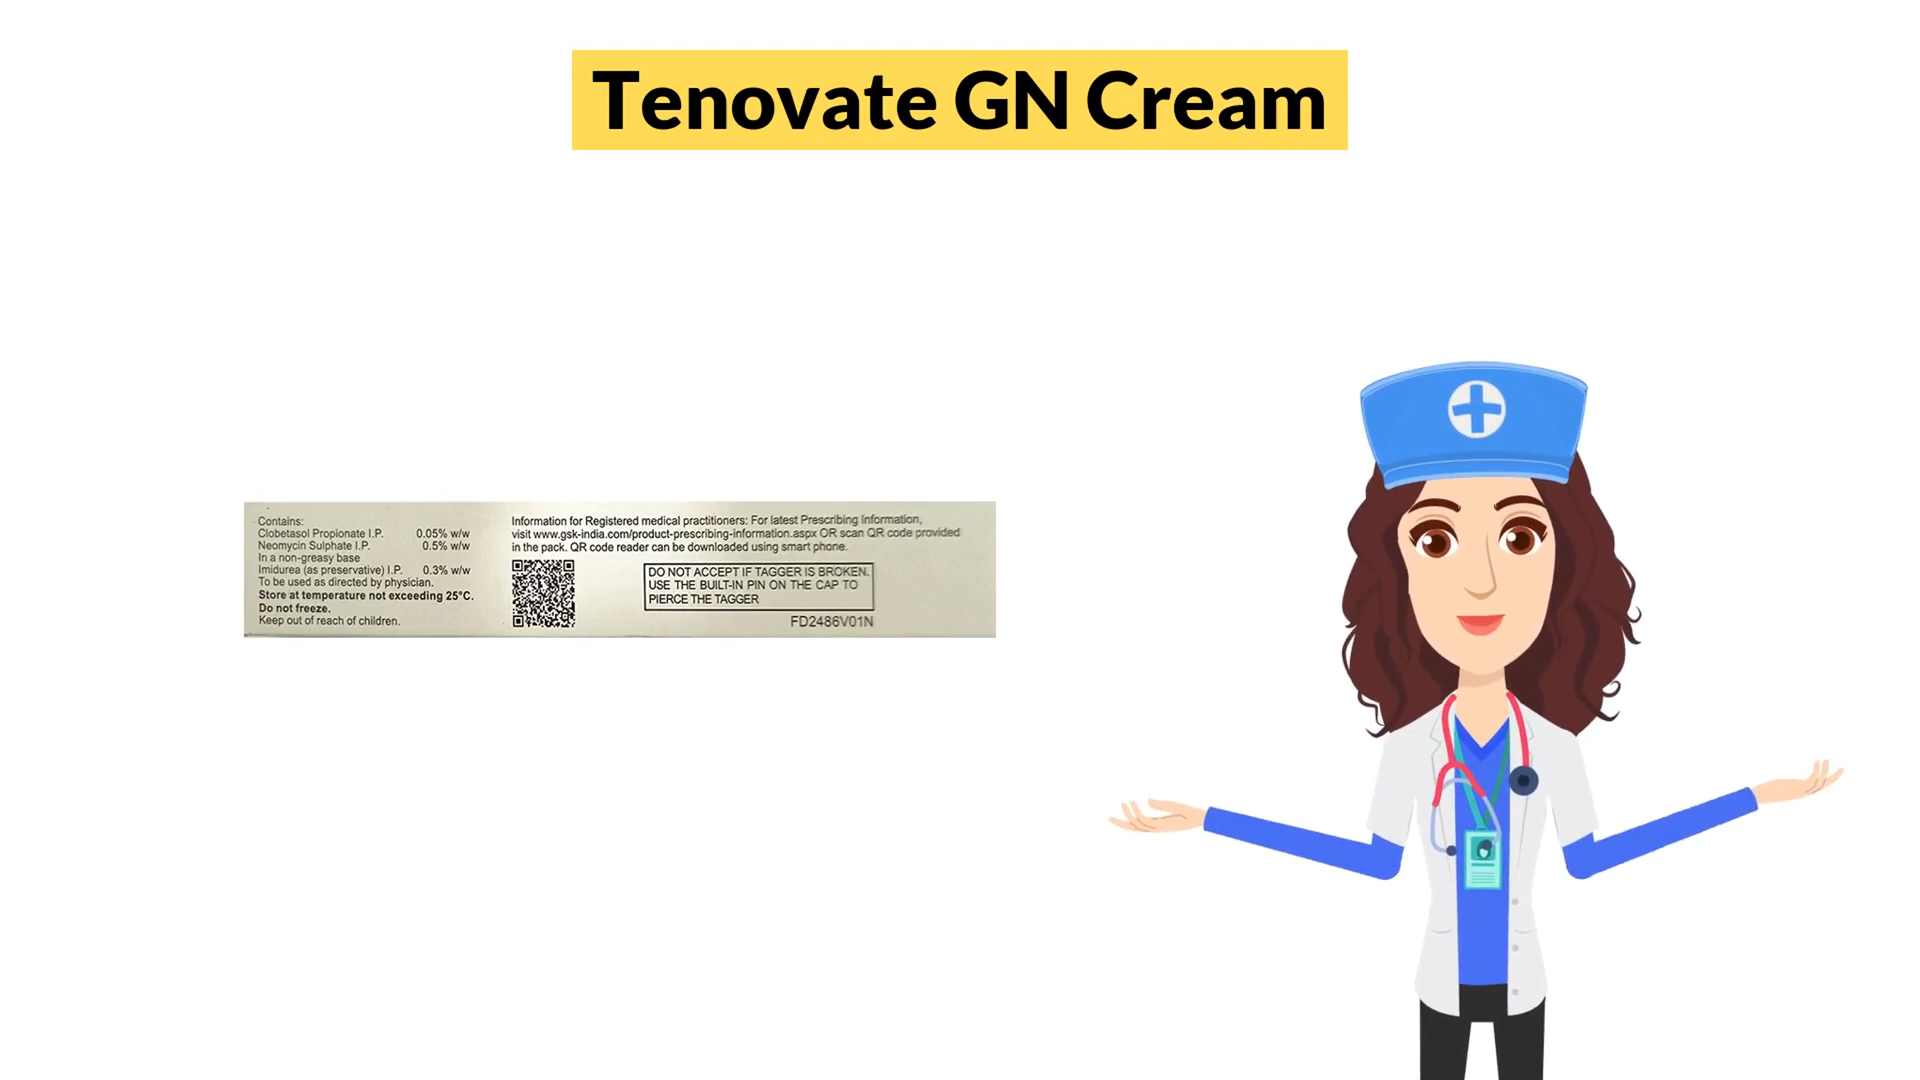 Tenovate GN Cream
Contains:
Clobetasol Propionate I.P. 0.05% w/w
Neomycin Sulphate I.P. 0.5% w/w
In a non-greasy base
Imidurea (as preservative) I.P. 0.3% w/w
To be used as directed by physician.
Store at temperature not exceeding 25°C.
Do not freeze.
Keep out of reach of children.
Information for Registered medical practitioners: For latest Prescribing Information,
visit www.gsk-india.com/product-prescribing-information.aspx OR scan QR code provided
in the pack. QR code reader can be downloaded using smart phone.
DO NOT ACCEPT IF TAGGER IS BROKEN.
USE THE BUILT-IN PIN ON THE CAP TO
PIERCE THE TAGGER
FD2486V01N